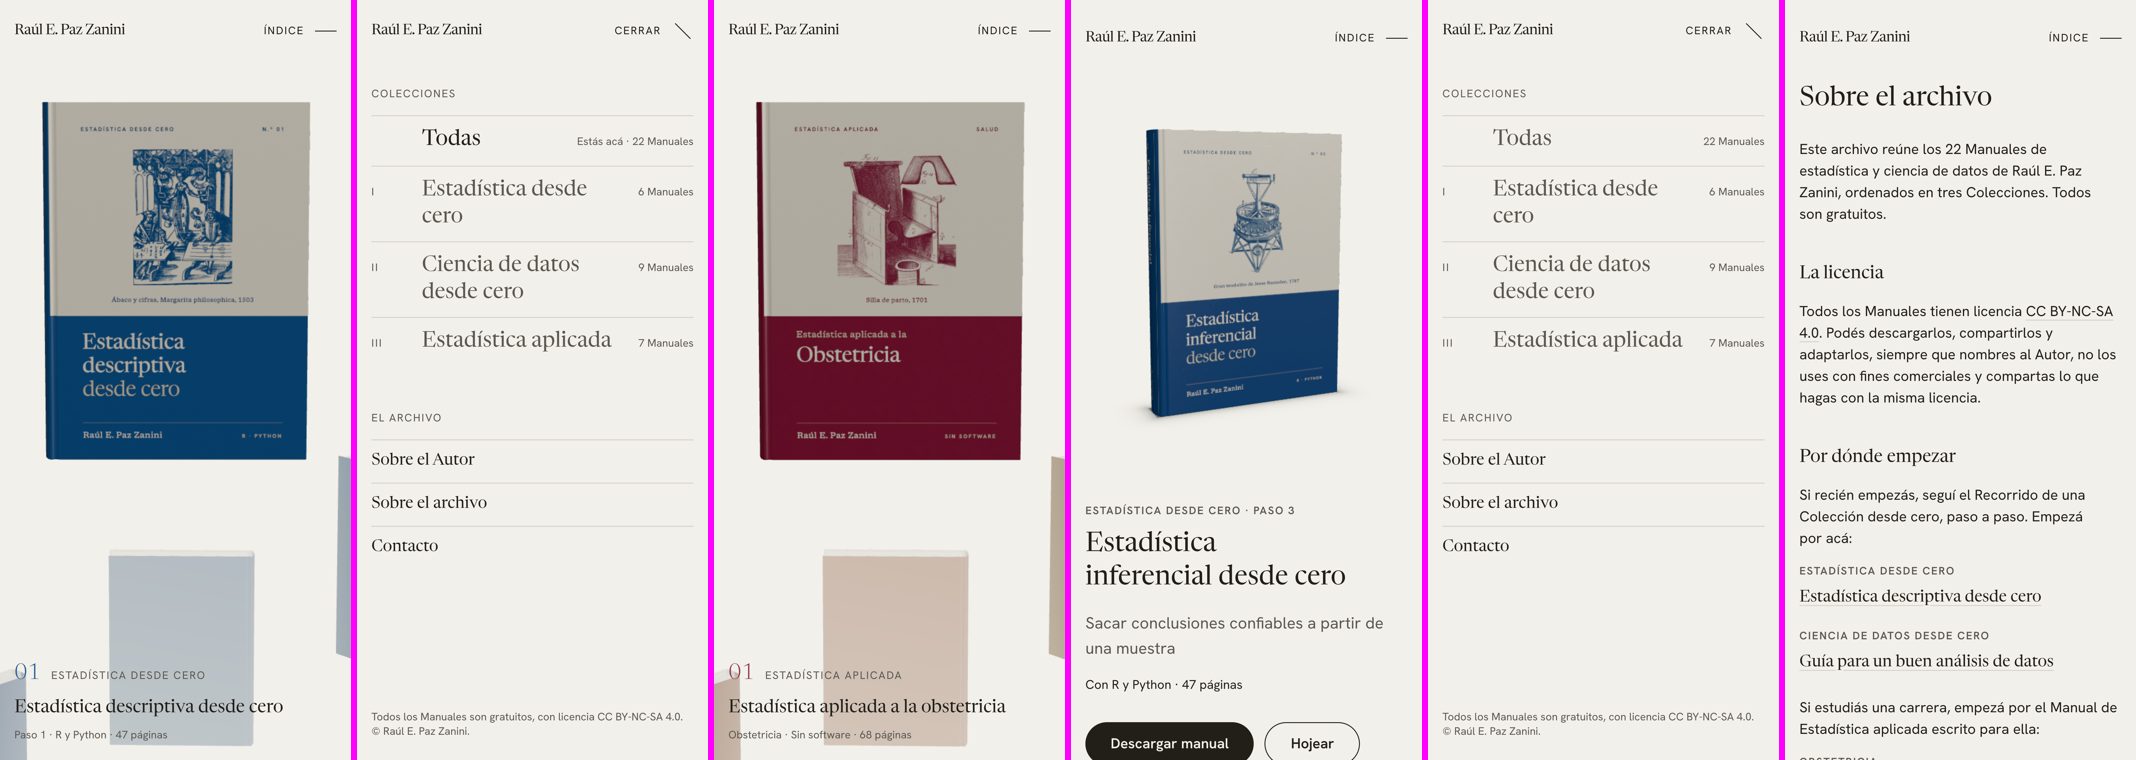 Raúl E. Paz Zanini
ÍNDICE
ESTADÍSTICA DESDE CERO
N.º 01
Ábaco y cifras, Margarita philosophica, 1503
Estadística
descriptiva
desde cero
Raúl E. Paz Zanini
R · PYTHON
01 ESTADÍSTICA DESDE CERO
Estadística descriptiva desde cero
Paso 1 · R y Python · 47 páginas
Raúl E. Paz Zanini
CERRAR
COLECCIONES
Todas
Estás acá · 22 Manuales
I
Estadística desde
cero
6 Manuales
II
Ciencia de datos
desde cero
9 Manuales
III
Estadística aplicada
7 Manuales
EL ARCHIVO
Sobre el Autor
Sobre el archivo
Contacto
Todos los Manuales son gratuitos, con licencia CC BY-NC-SA 4.0.
© Raúl E. Paz Zanini.
Raúl E. Paz Zanini
ÍNDICE
ESTADÍSTICA APLICADA
SALUD
Silla de parto, 1701
Estadística aplicada a la
Obstetricia
Raúl E. Paz Zanini
SIN SOFTWARE
01 ESTADÍSTICA APLICADA
Estadística aplicada a la obstetricia
Obstetricia · Sin software · 68 páginas
Raúl E. Paz Zanini
ÍNDICE
ESTADÍSTICA DESDE CERO
Estadística
inferencial
desde cero
Raúl E. Paz Zanini
R · PYTHON
ESTADÍSTICA DESDE CERO · PASO 3
Estadística
inferencial desde cero
Sacar conclusiones confiables a partir de
una muestra
Con R y Python · 47 páginas
Descargar manual
Hojear
Raúl E. Paz Zanini
CERRAR
COLECCIONES
Todas
22 Manuales
I
Estadística desde
cero
6 Manuales
II
Ciencia de datos
desde cero
9 Manuales
III
Estadística aplicada
7 Manuales
EL ARCHIVO
Sobre el Autor
Sobre el archivo
Contacto
Todos los Manuales son gratuitos, con licencia CC BY-NC-SA 4.0.
© Raúl E. Paz Zanini.
Raúl E. Paz Zanini
ÍNDICE
Sobre el archivo
Este archivo reúne los 22 Manuales de
estadística y ciencia de datos de Raúl E. Paz
Zanini, ordenados en tres Colecciones. Todos
son gratuitos.
La licencia
Todos los Manuales tienen licencia CC BY-NC-SA
4.0. Podés descargarlos, compartirlos y
adaptarlos, siempre que nombres al Autor, no los
uses con fines comerciales y compartas lo que
hagas con la misma licencia.
Por dónde empezar
Si recién empezás, seguí el Recorrido de una
Colección desde cero, paso a paso. Empezá
por acá:
ESTADÍSTICA DESDE CERO
Estadística descriptiva desde cero
CIENCIA DE DATOS DESDE CERO
Guía para un buen análisis de datos
Si estudiás una carrera, empezá por el Manual de
Estadística aplicada escrito para ella: